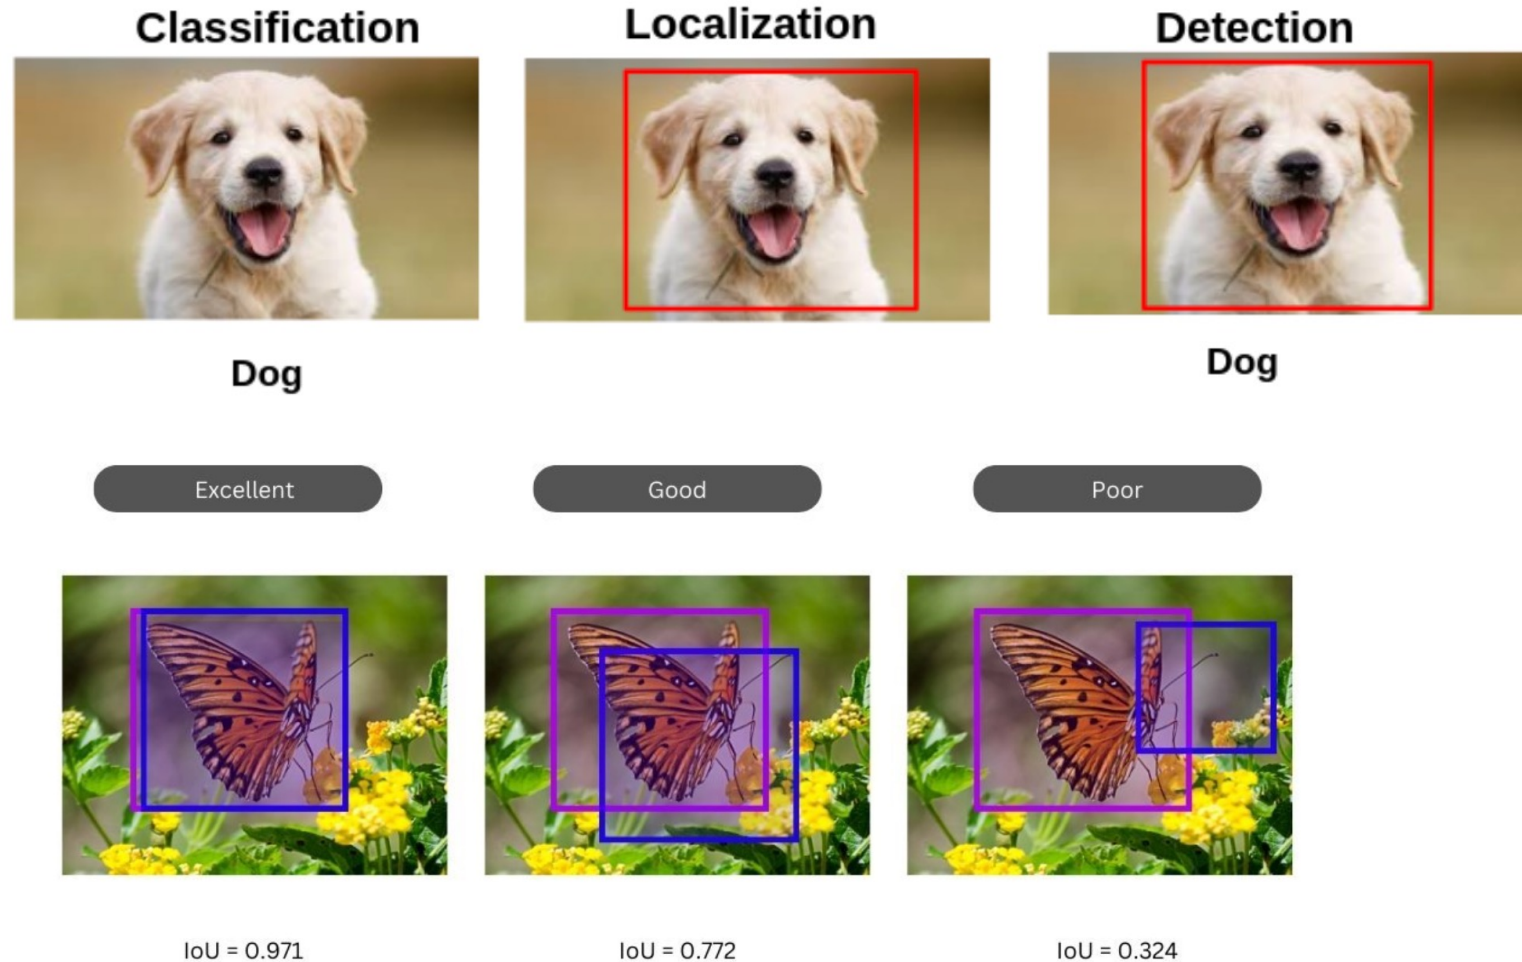 Classification
Localization
Detection
Dog
Dog
Excellent
Good
Poor
IoU = 0.971
IoU = 0.772
IoU = 0.324